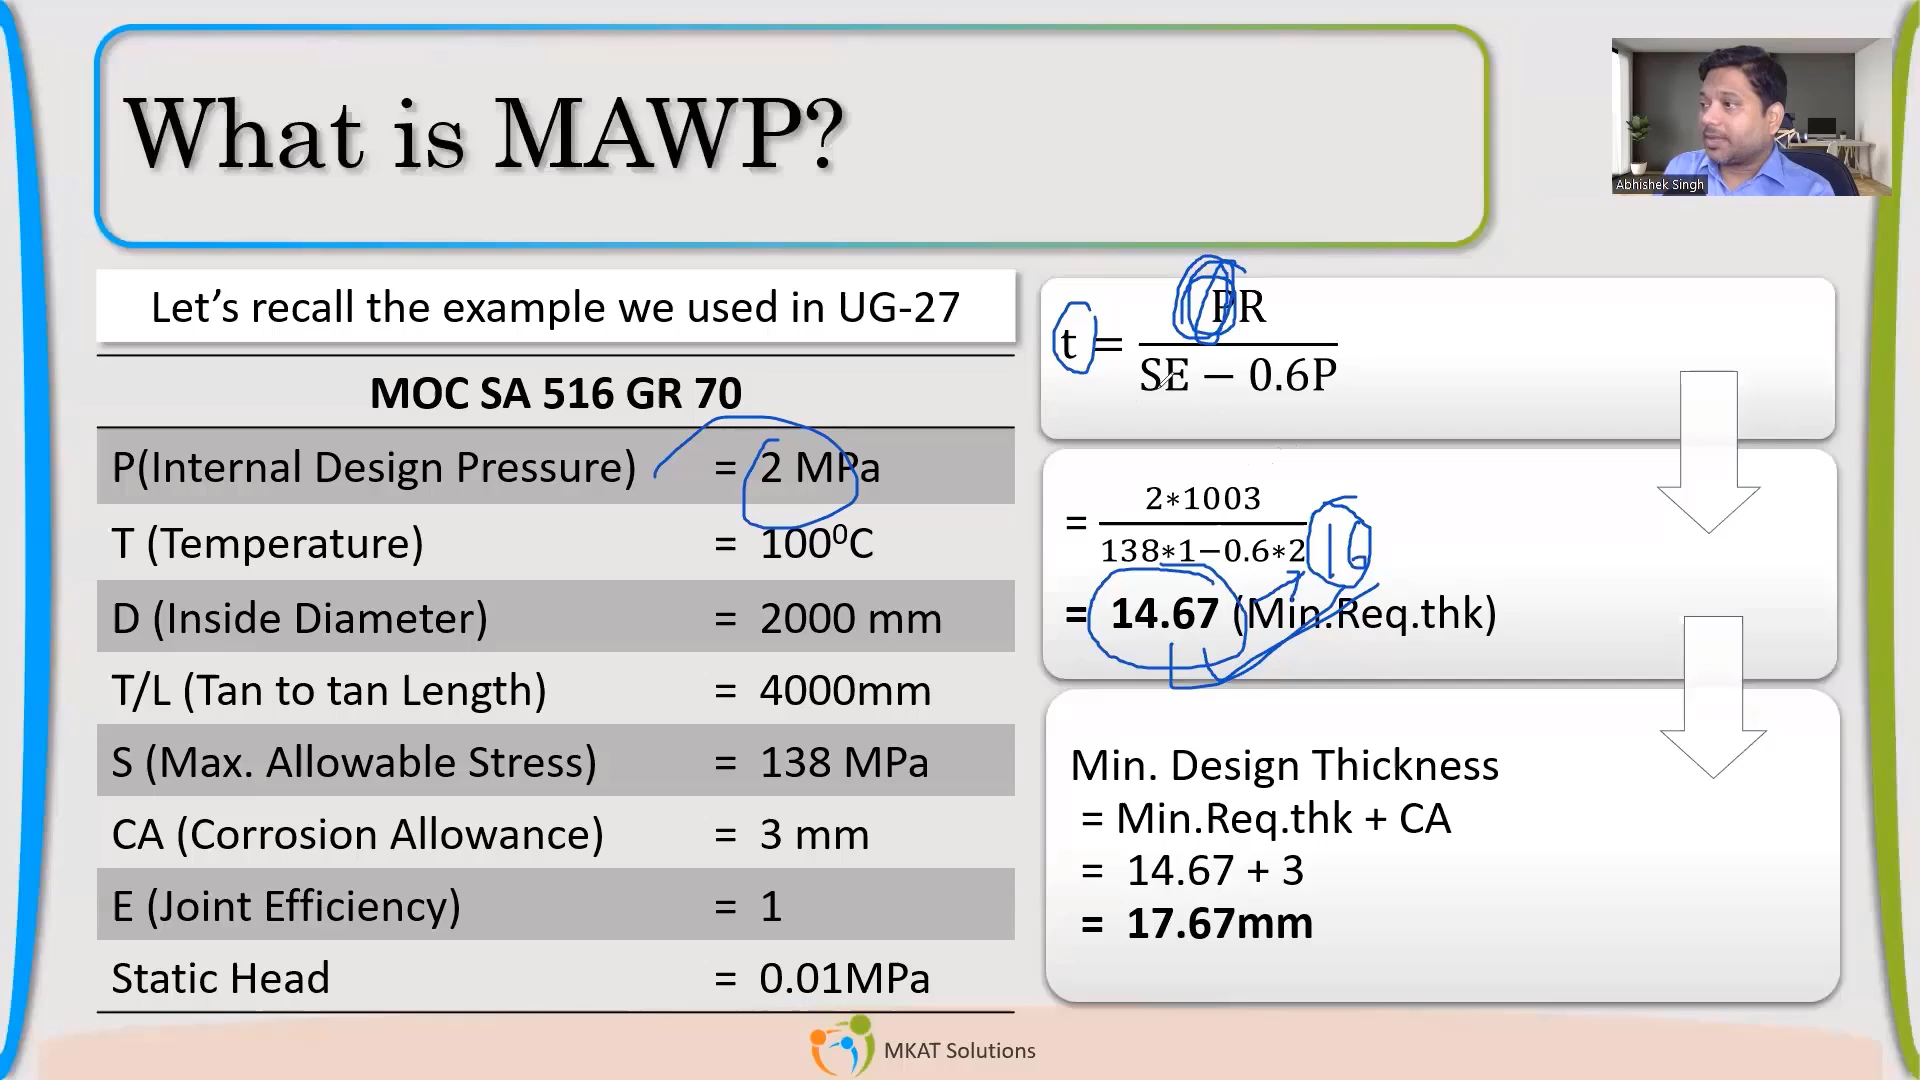 What is MAWP?
Abhishek Singh
Let’s recall the example we used in UG-27
MOC SA 516 GR 70
P(Internal Design Pressure) = 2 MPa
T (Temperature) = 100⁰C
D (Inside Diameter) = 2000 mm
T/L (Tan to tan Length) = 4000mm
S (Max. Allowable Stress) = 138 MPa
CA (Corrosion Allowance) = 3 mm
E (Joint Efficiency) = 1
Static Head = 0.01MPa
PR
t =
SE − 0.6P
2*1003
=
138*1−0.6*2
16
= 14.67 (Min.Req.thk)
Min. Design Thickness
= Min.Req.thk + CA
= 14.67 + 3
= 17.67mm
MKAT Solutions